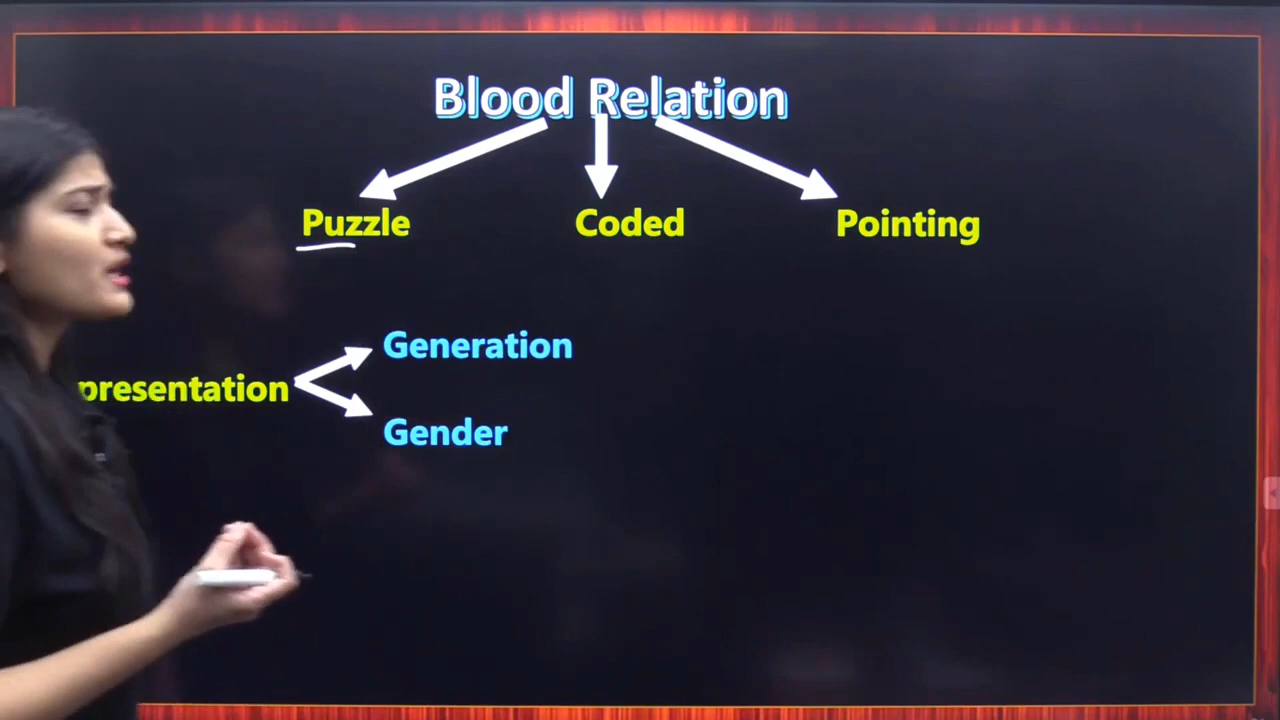 Blood Relation
Puzzle Coded Pointing
Generation
presentation
Gender